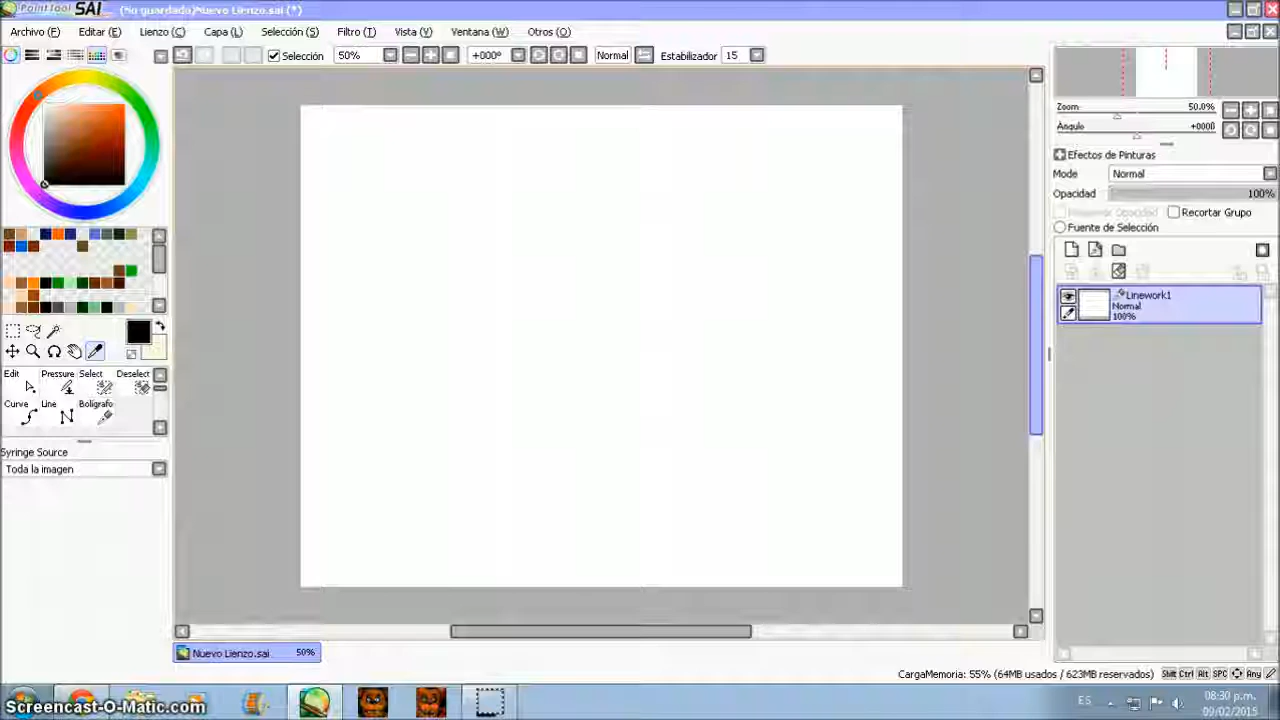 PaintTool SAI (No guardado)Nuevo Lienzo.sai (*)
Archivo (F) Editar (E) Lienzo (C) Capa (L) Selección (S) Filtro (T) Vista (V) Ventana (W) Otros (O)
Selección 50% +000º Normal Estabilizador 15
Zoom 50.0%
Ángulo +0000
Efectos de Pinturas
Mode Normal
Opacidad 100%
Recortar Grupo
Fuente de Selección
Linework1
Normal
100%
Edit Pressure Select Deselect
Curve Line Bolígrafo
Syringe Source
Toda la imagen
Nuevo Lienzo.sai 50%
CargaMemoria: 55% (64MB usados / 623MB reservados) Shift Ctrl Alt SPC Any
Screencast-O-Matic.com
ES
08:30 p.m.
09/02/2015